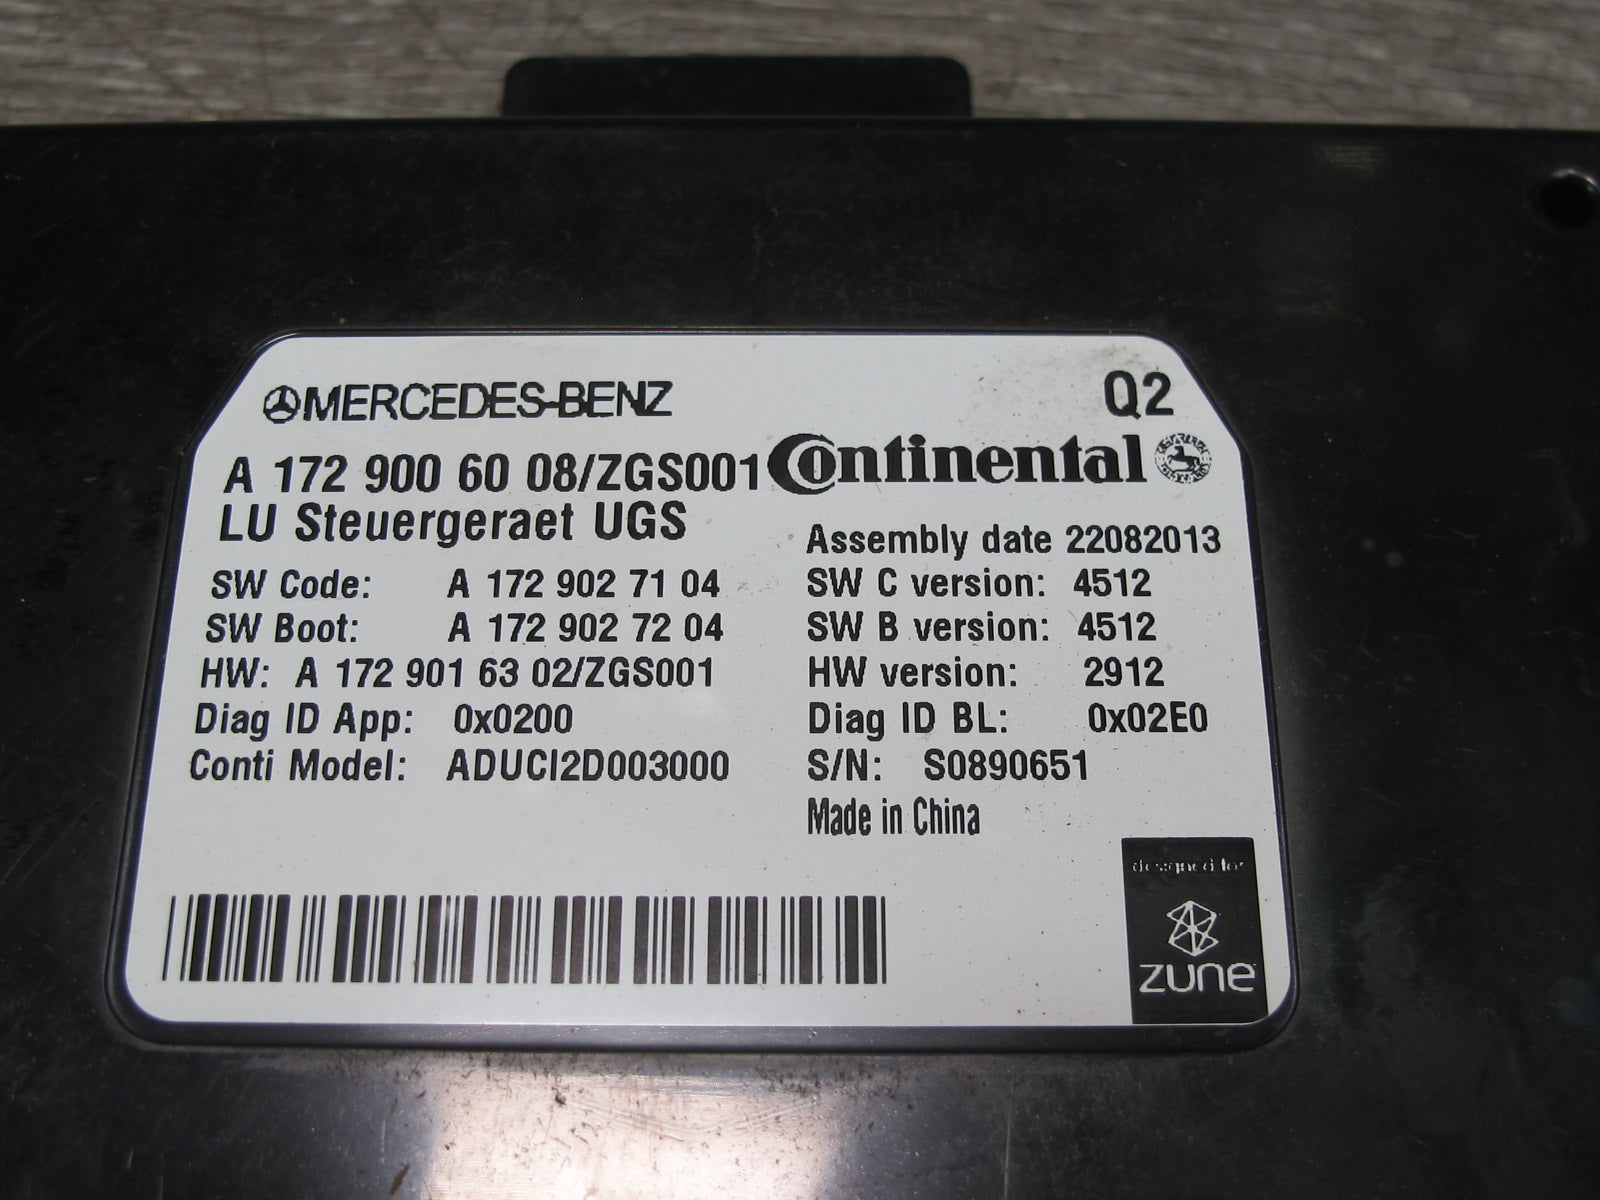 MERCEDES-BENZ
Q2
A 172 900 60 08/ZGS001
Continental
LU Steuergeraet UGS
Assembly date 22082013
SW Code: A 172 902 71 04
SW C version: 4512
SW Boot: A 172 902 72 04
SW B version: 4512
HW: A 172 901 63 02/ZGS001
HW version: 2912
Diag ID App: 0x0200
Diag ID BL: 0x02E0
Conti Model: ADUCI2D003000
S/N: S0890651
Made in China
designed for
zune